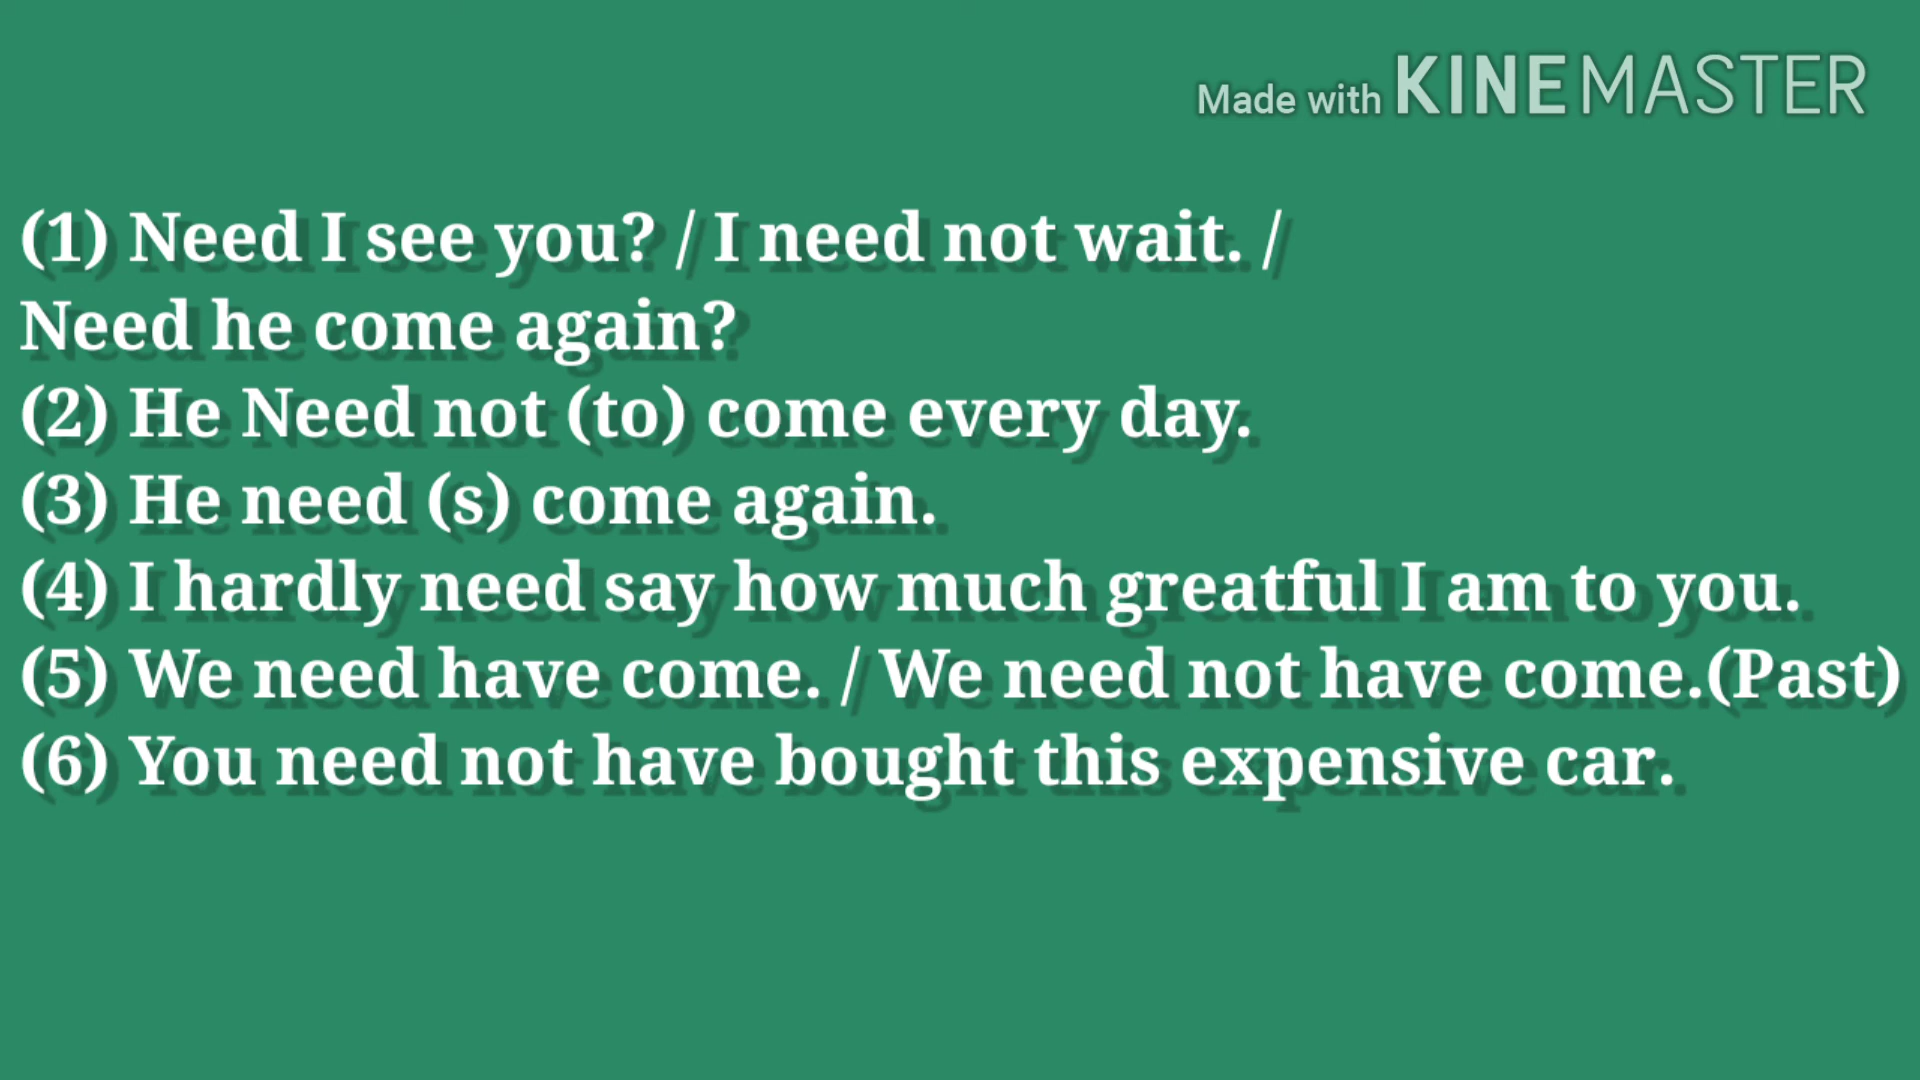 Made with KINEMASTER
(1) Need I see you? / I need not wait. /
Need he come again?
(2) He Need not (to) come every day.
(3) He need (s) come again.
(4) I hardly need say how much greatful I am to you.
(5) We need have come. / We need not have come.(Past)
(6) You need not have bought this expensive car.